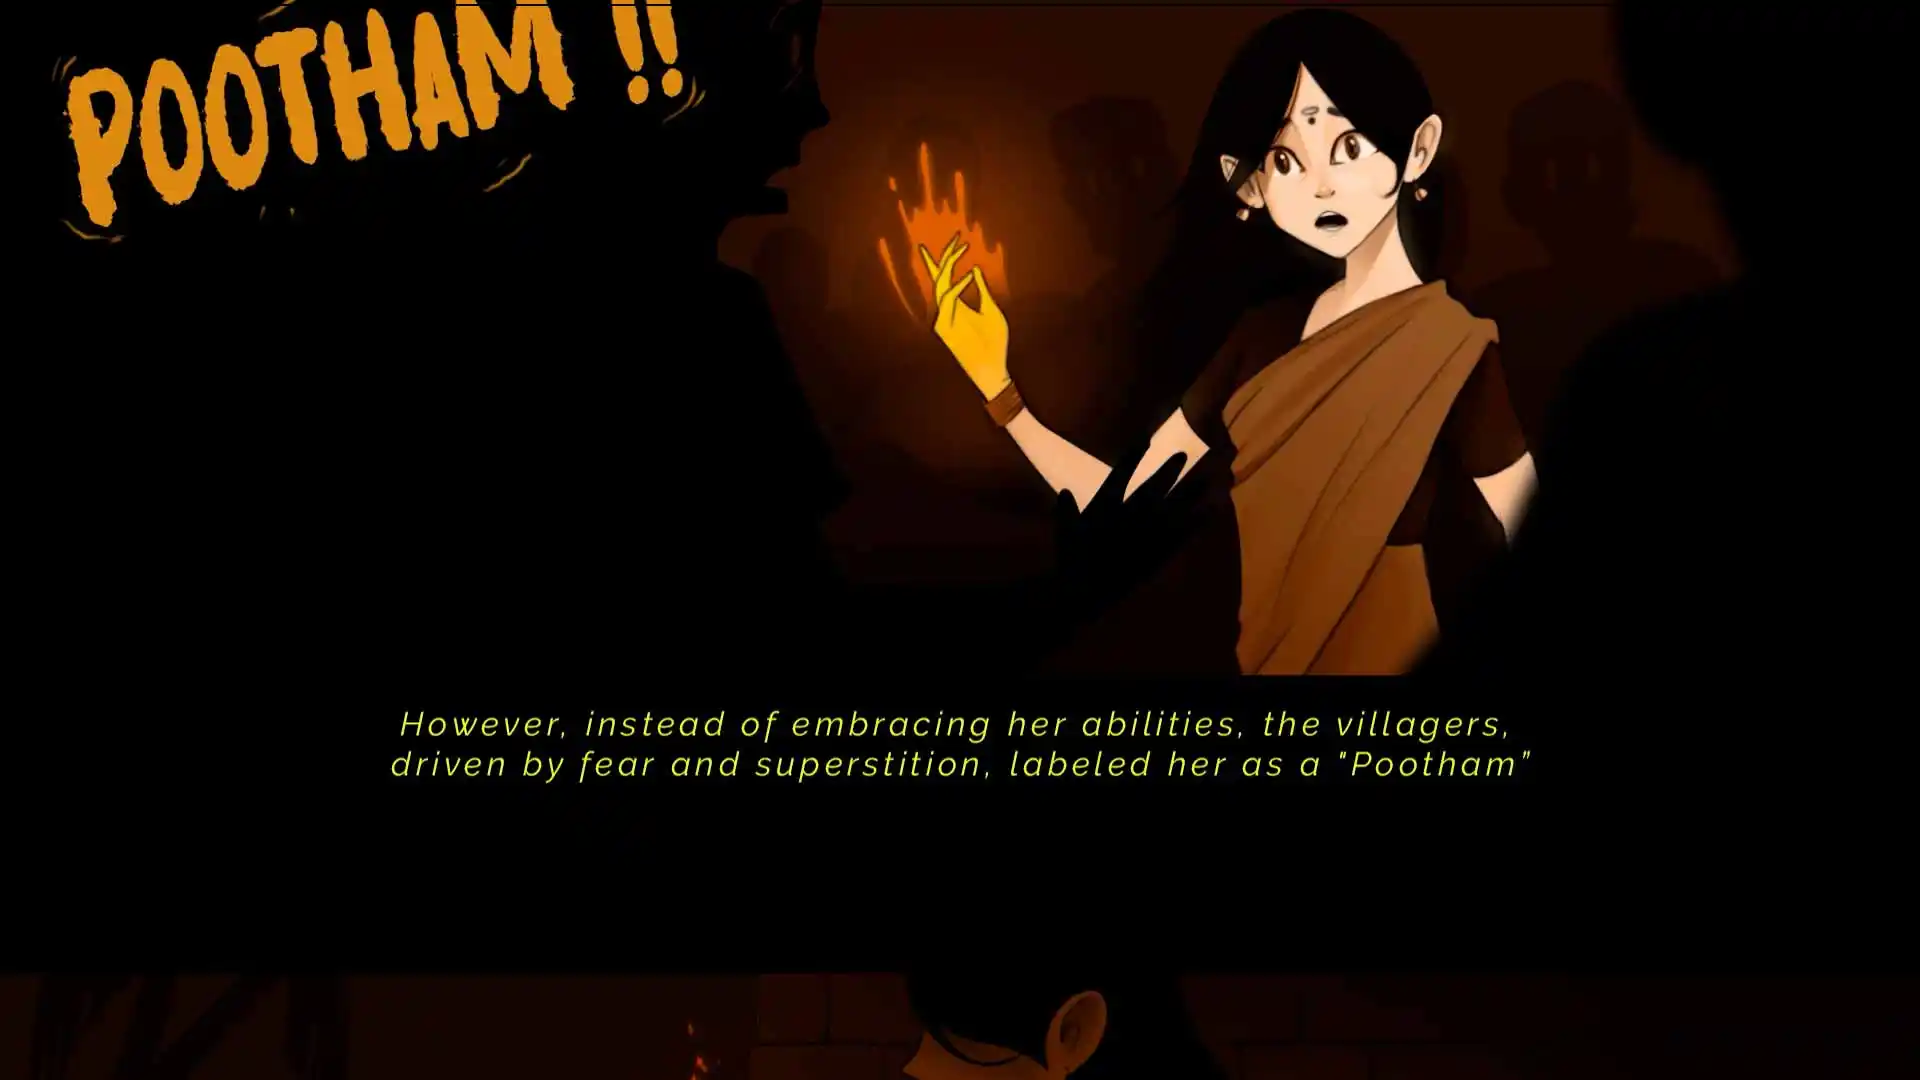 POOTHAM !!
However, instead of embracing her abilities, the villagers,
driven by fear and superstition, labeled her as a "Pootham”